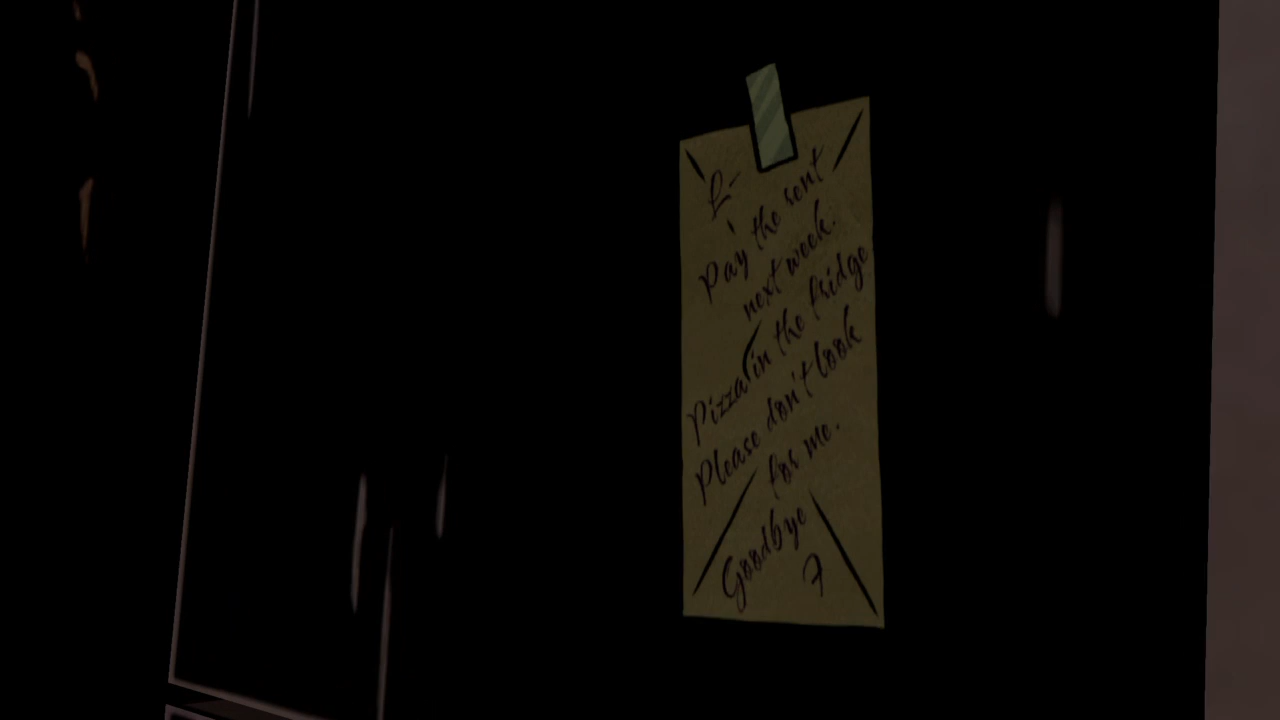 E-
Pay the rent
next week.
Pizza in the fridge
Please don't look
for me.
Goodbye
F